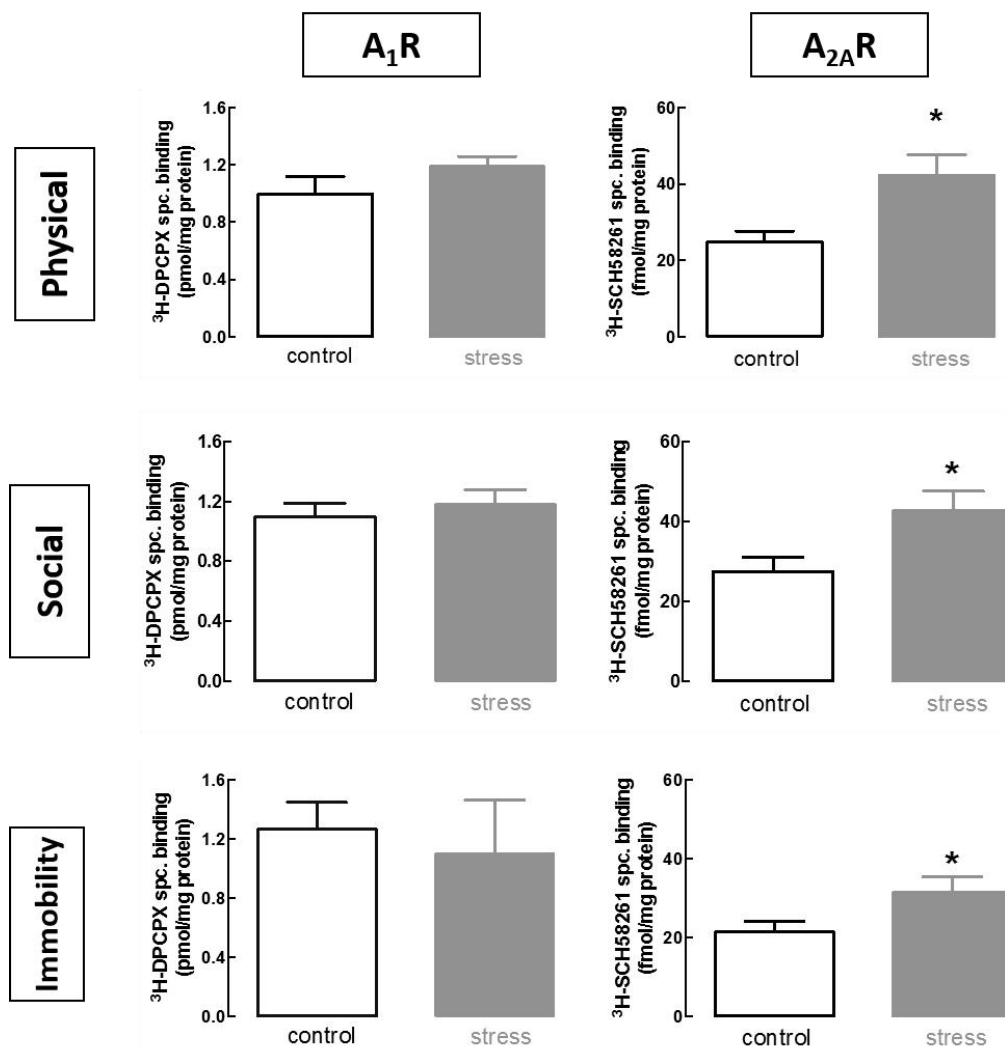 A₁R
A₂AR
Physical
³H-DPCPX spc. binding
(pmol/mg protein)
1.6
1.2
0.8
0.4
0.0
control
stress
³H-SCH58261 spc. binding
(fmol/mg protein)
60
40
20
0
*
control
stress
Social
³H-DPCPX spc. binding
(pmol/mg protein)
1.6
1.2
0.8
0.4
0.0
control
stress
³H-SCH58261 spc. binding
(fmol/mg protein)
60
40
20
0
*
control
stress
Immobility
³H-DPCPX spc. binding
(pmol/mg protein)
1.6
1.2
0.8
0.4
0.0
control
stress
³H-SCH58261 spc. binding
(fmol/mg protein)
60
40
20
0
*
control
stress